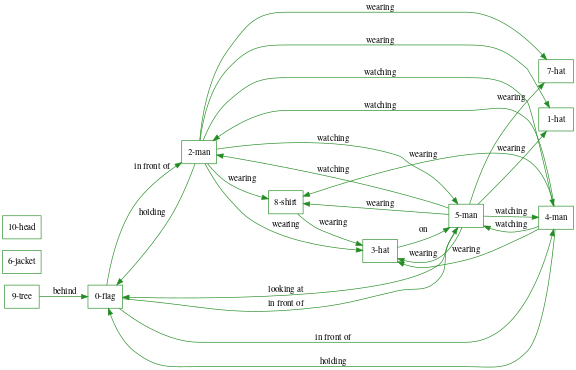 wearing
wearing
7-hat
watching
wearing
watching
1-hat
watching
wearing
2-man
in front of
watching
wearing
8-shirt
wearing
5-man
watching
4-man
holding
wearing
wearing
on
watching
10-head
3-hat
wearing
wearing
6-jacket
looking at
9-tree
behind
0-flag
in front of
in front of
holding